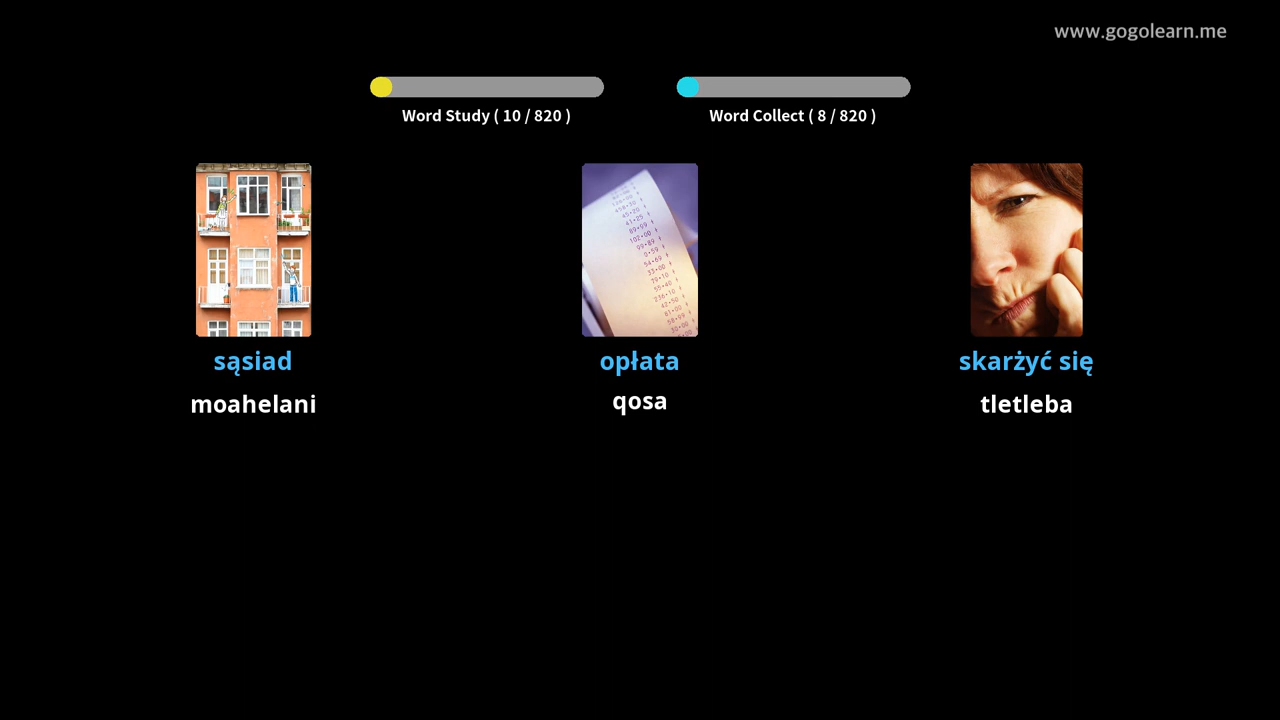 www.gogolearn.me
Word Study ( 10 / 820 )
Word Collect ( 8 / 820 )
sąsiad
opłata
skarżyć się
moahelani
qosa
tletleba